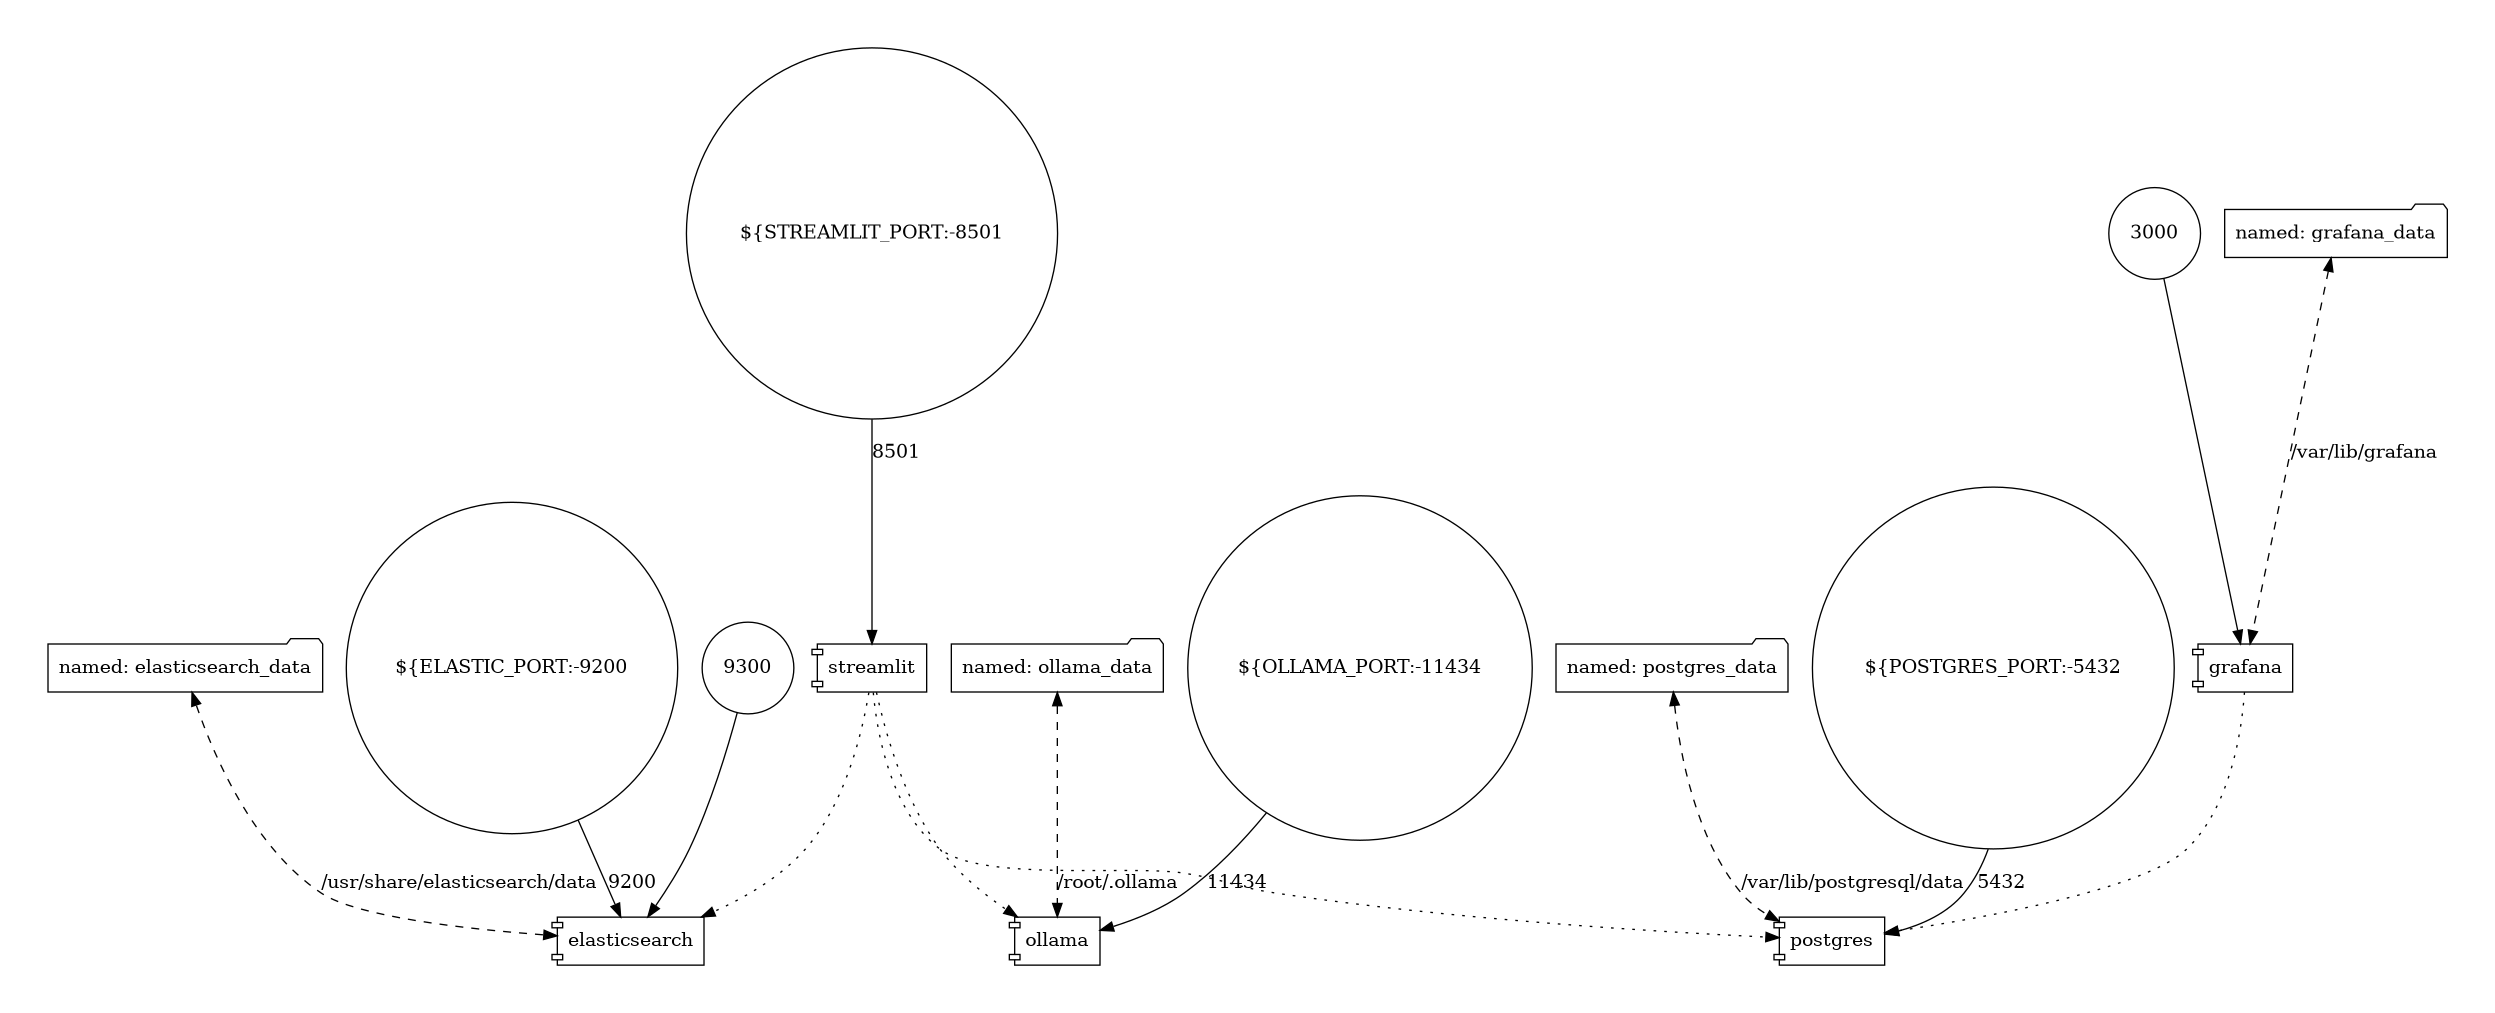 ${STREAMLIT_PORT:-8501
3000
named: grafana_data
8501
/var/lib/grafana
named: elasticsearch_data
${ELASTIC_PORT:-9200
9300
streamlit
named: ollama_data
${OLLAMA_PORT:-11434
named: postgres_data
${POSTGRES_PORT:-5432
grafana
/usr/share/elasticsearch/data
9200
/root/.ollama
11434
/var/lib/postgresql/data
5432
elasticsearch
ollama
postgres